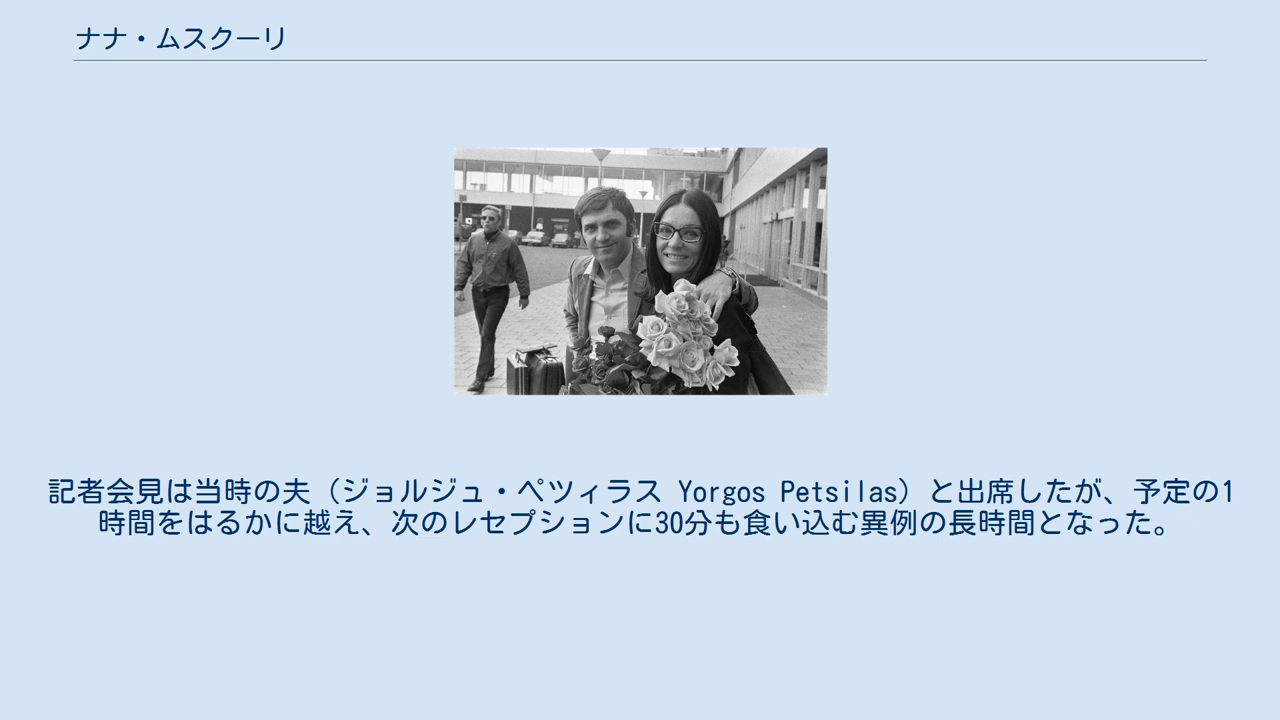 ナナ・ムスクーリ
記者会見は当時の夫（ジョルジュ・ペツィラス Yorgos Petsilas）と出席したが、予定の1
時間をはるかに越え、次のレセプションに30分も食い込む異例の長時間となった。